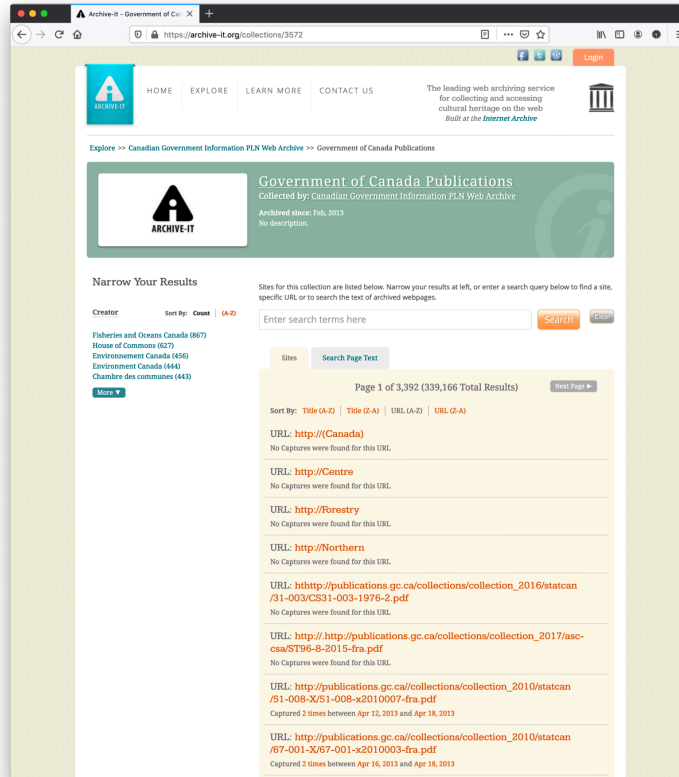 Archive-It - Government of Can
https://archive-it.org/collections/3572
Login
ARCHIVE-IT
HOME EXPLORE LEARN MORE CONTACT US
The leading web archiving service
for collecting and accessing
cultural heritage on the web
Built at the Internet Archive
Explore >> Canadian Government Information PLN Web Archive >> Government of Canada Publications
ARCHIVE-IT
Government of Canada Publications
Collected by: Canadian Government Information PLN Web Archive
Archived since: Feb, 2013
No description.
Narrow Your Results
Creator Sort By: Count (A-Z)
Fisheries and Oceans Canada (867)
House of Commons (627)
Environnement Canada (456)
Environment Canada (444)
Chambre des communes (443)
More ▼
Sites for this collection are listed below. Narrow your results at left, or enter a search query below to find a site,
specific URL or to search the text of archived webpages.
Enter search terms here
Search
Clear
Sites Search Page Text
Page 1 of 3,392 (339,166 Total Results)
Next Page ▶
Sort By: Title (A-Z) Title (Z-A) URL (A-Z) URL (Z-A)
URL: http://(Canada)
No Captures were found for this URL
URL: http://Centre
No Captures were found for this URL
URL: http://Forestry
No Captures were found for this URL
URL: http://Northern
No Captures were found for this URL
URL: hthttp://publications.gc.ca/collections/collection_2016/statcan
/31-003/CS31-003-1976-2.pdf
No Captures were found for this URL
URL: http://.http://publications.gc.ca/collections/collection_2017/asc-
csa/ST96-8-2015-fra.pdf
No Captures were found for this URL
URL: http://publications.gc.ca//collections/collection_2010/statcan
/51-008-X/51-008-x2010007-fra.pdf
Captured 2 times between Apr 12, 2013 and Apr 18, 2013
URL: http://publications.gc.ca//collections/collection_2010/statcan
/67-001-X/67-001-x2010003-fra.pdf
Captured 2 times between Apr 16, 2013 and Apr 18, 2013